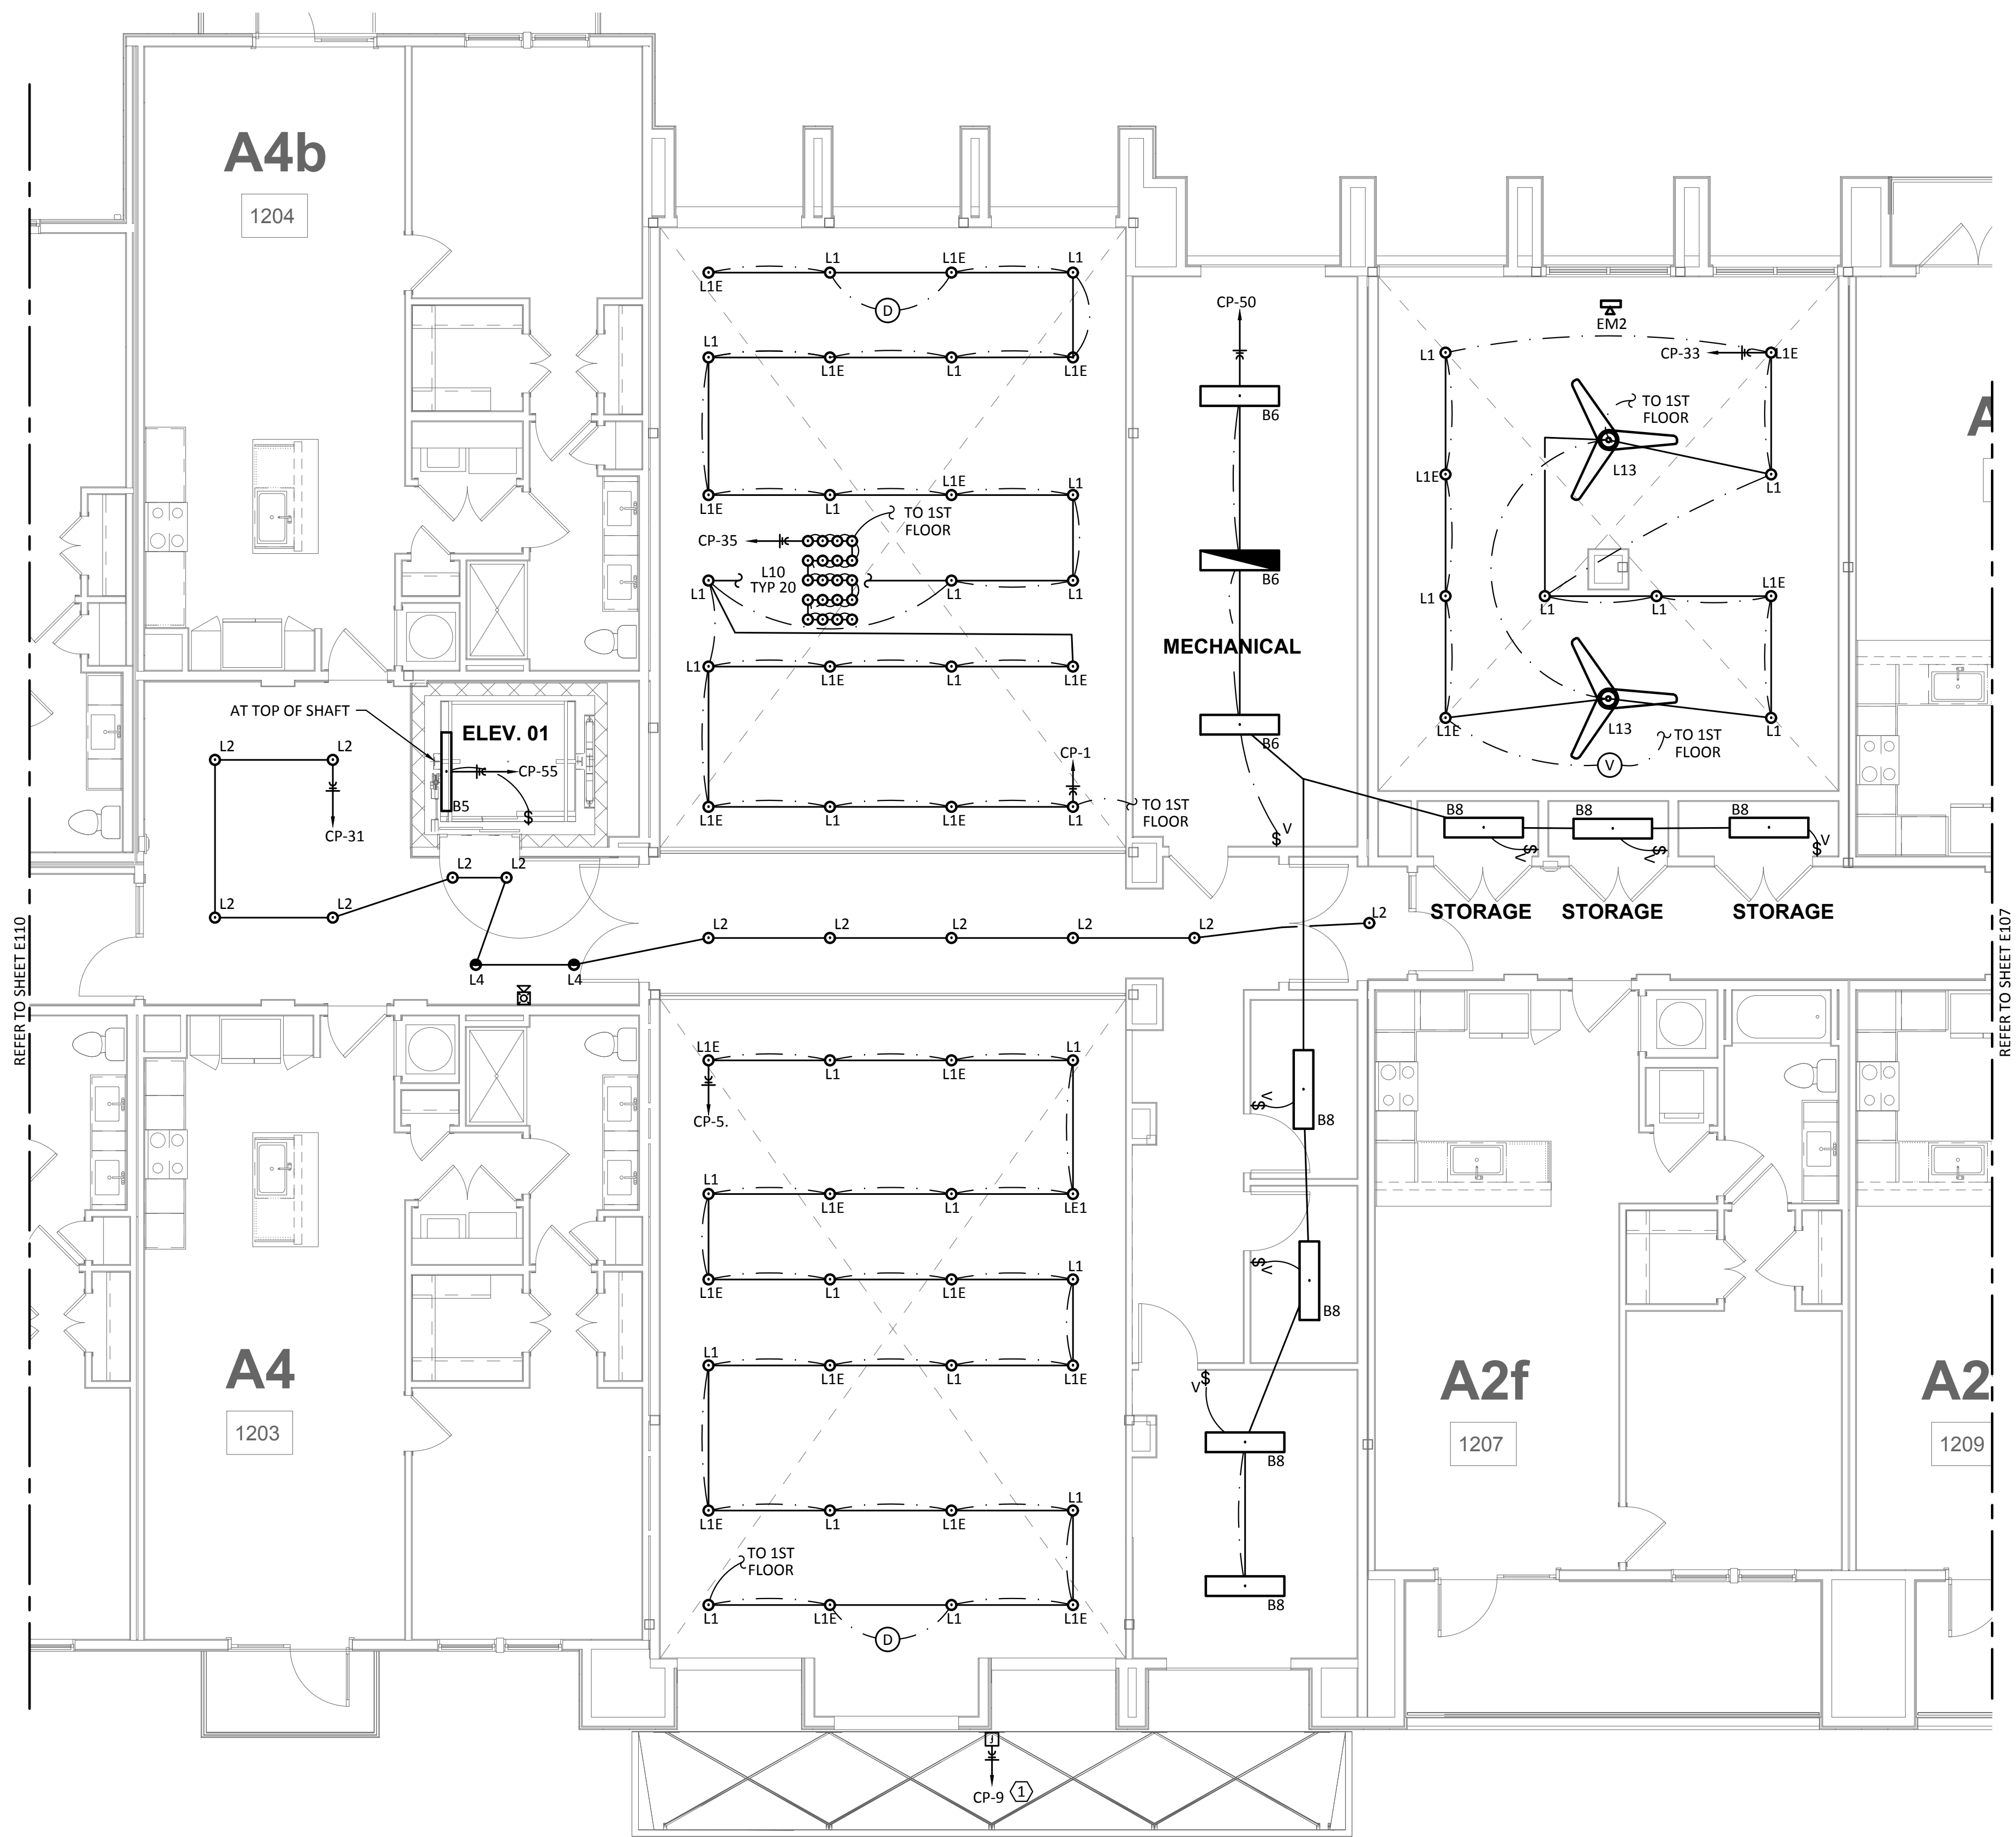 A4b
1204
L1
L1E
L1
L1E
D
L1
L1E
L1
L1E
L1E
L1
L1E
L1
TO 1ST
FLOOR
CP-35
L10
TYP 20
L1
L1
L1
L1
L1E
L1
L1E
CP-1
L1E
L1
L1E
L1
TO 1ST
FLOOR
CP-50
B6
B6
MECHANICAL
B6
V
$
EM2
L1
CP-33
L1E
TO 1ST
FLOOR
L13
L1E
L1
L1
L1
L1
L1E
L1E
L13
L1
TO 1ST
FLOOR
V
B8
B8
B8
$V
$V
V
$
STORAGE
STORAGE
STORAGE
A
AT TOP OF SHAFT
ELEV. 01
CP-55
B5
$
L2
L2
CP-31
L2
L2
L2
L2
L2
L2
L2
L2
L2
L2
L4
L4
REFER TO SHEET E110
REFER TO SHEET E107
L1E
L1
L1E
L1
CP-5.
L1
L1E
L1
LE1
L1E
L1
L1E
L1
L1
L1E
L1
L1E
L1E
L1
L1E
L1
TO 1ST
FLOOR
L1
L1E
L1
L1E
D
$V
B8
$V
B8
V$
B8
B8
A4
1203
A2f
1207
A2
1209
J
CP-9
1